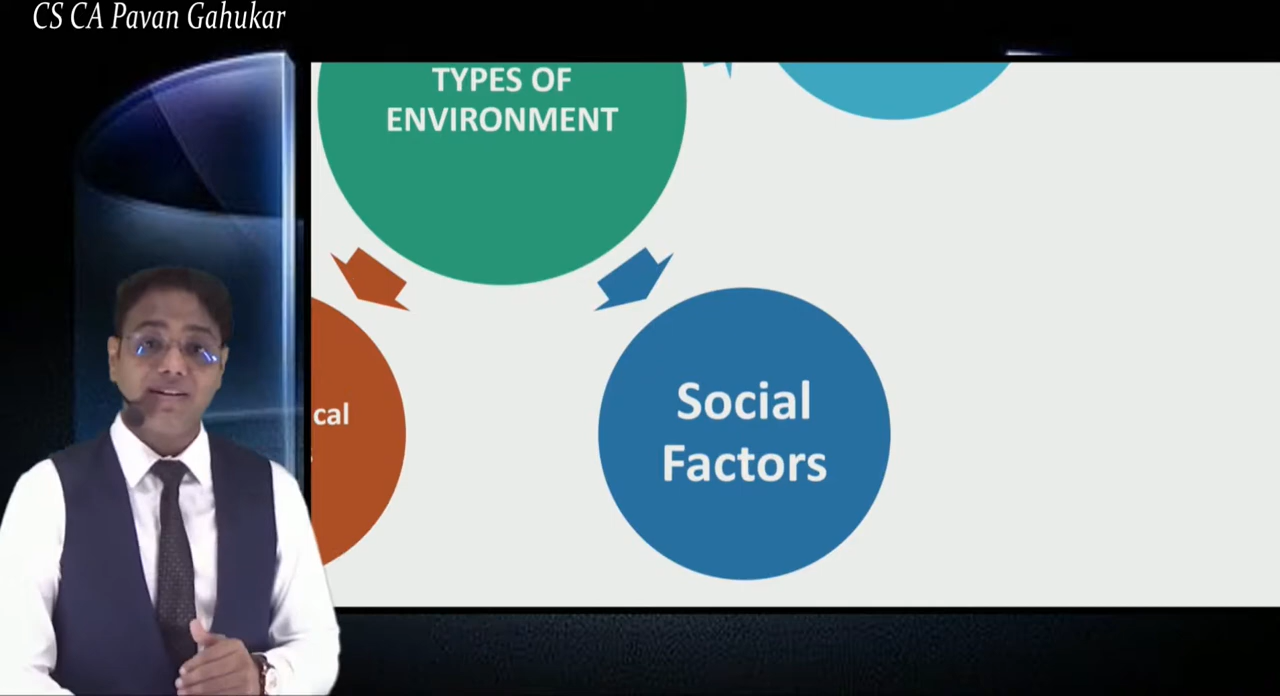 CS CA Pavan Gahukar
TYPES OF
ENVIRONMENT
cal
Social
Factors